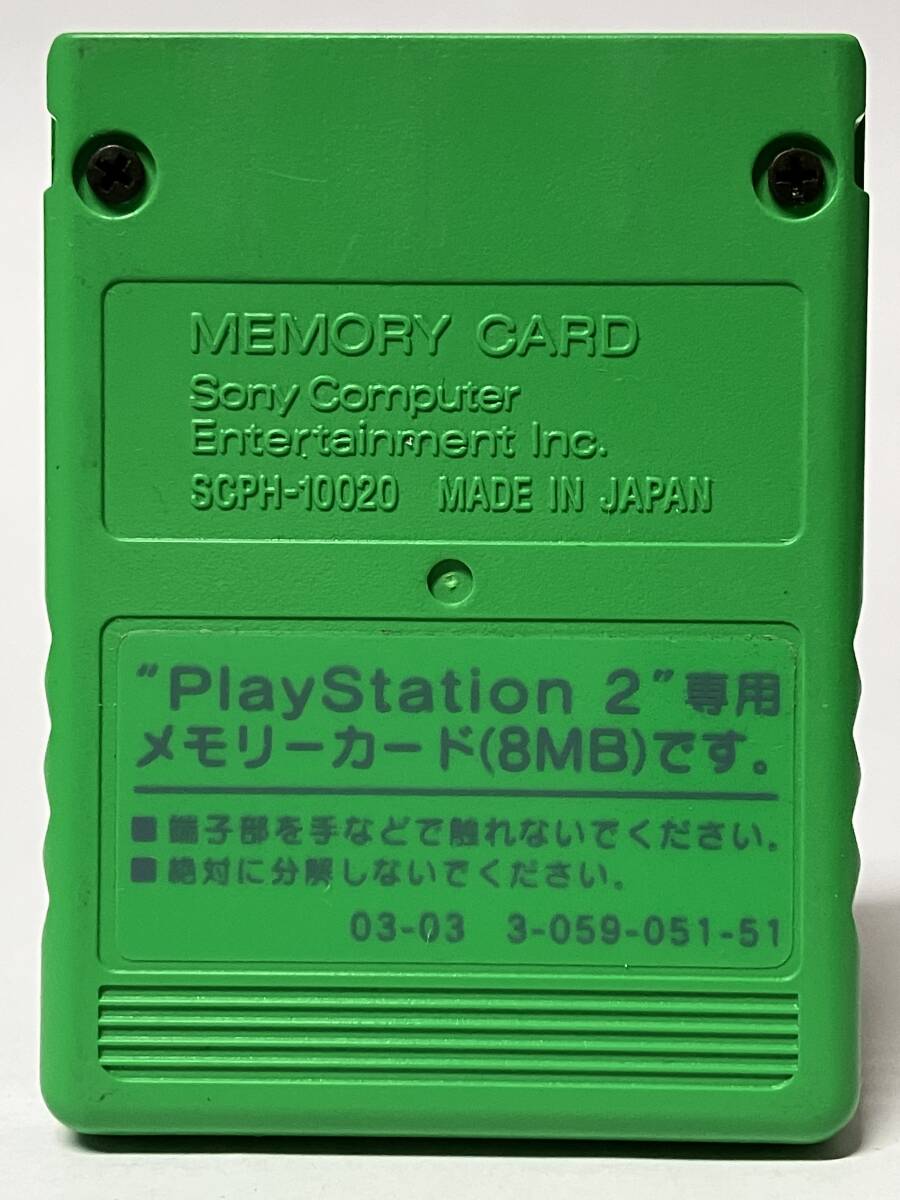 MEMORY CARD
Sony Computer
Entertainment Inc.
SCPH-10020 MADE IN JAPAN
"PlayStation 2"専用
メモリーカード(8MB)です。
■端子部を手などで触れないでください。
■絶対に分解しないでください。
03-03 3-059-051-51